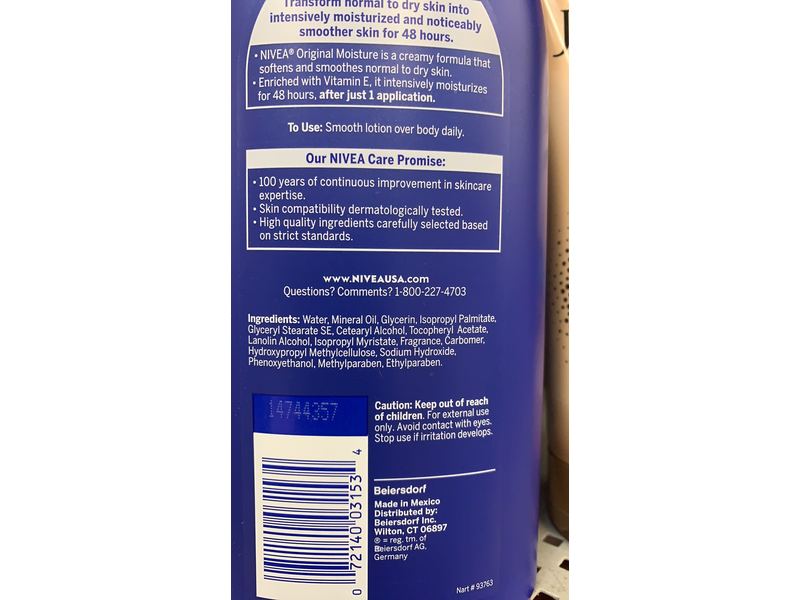 Transform normal to dry skin into
intensively moisturized and noticeably
smoother skin for 48 hours.
• NIVEA® Original Moisture is a creamy formula that
softens and smoothes normal to dry skin.
• Enriched with Vitamin E, it intensively moisturizes
for 48 hours, after just 1 application.
To Use: Smooth lotion over body daily.
Our NIVEA Care Promise:
• 100 years of continuous improvement in skincare
expertise.
• Skin compatibility dermatologically tested.
• High quality ingredients carefully selected based
on strict standards.
www.NIVEAUSA.com
Questions? Comments? 1-800-227-4703
Ingredients: Water, Mineral Oil, Glycerin, Isopropyl Palmitate,
Glyceryl Stearate SE, Cetearyl Alcohol, Tocopheryl Acetate,
Lanolin Alcohol, Isopropyl Myristate, Fragrance, Carbomer,
Hydroxypropyl Methylcellulose, Sodium Hydroxide,
Phenoxyethanol, Methylparaben, Ethylparaben.
14744357
Caution: Keep out of reach
of children. For external use
only. Avoid contact with eyes.
Stop use if irritation develops.
0 72140 03153 4
Beiersdorf
Made in Mexico
Distributed by:
Beiersdorf Inc.
Wilton, CT 06897
® = reg. tm. of
Beiersdorf AG,
Germany
Nart # 93763